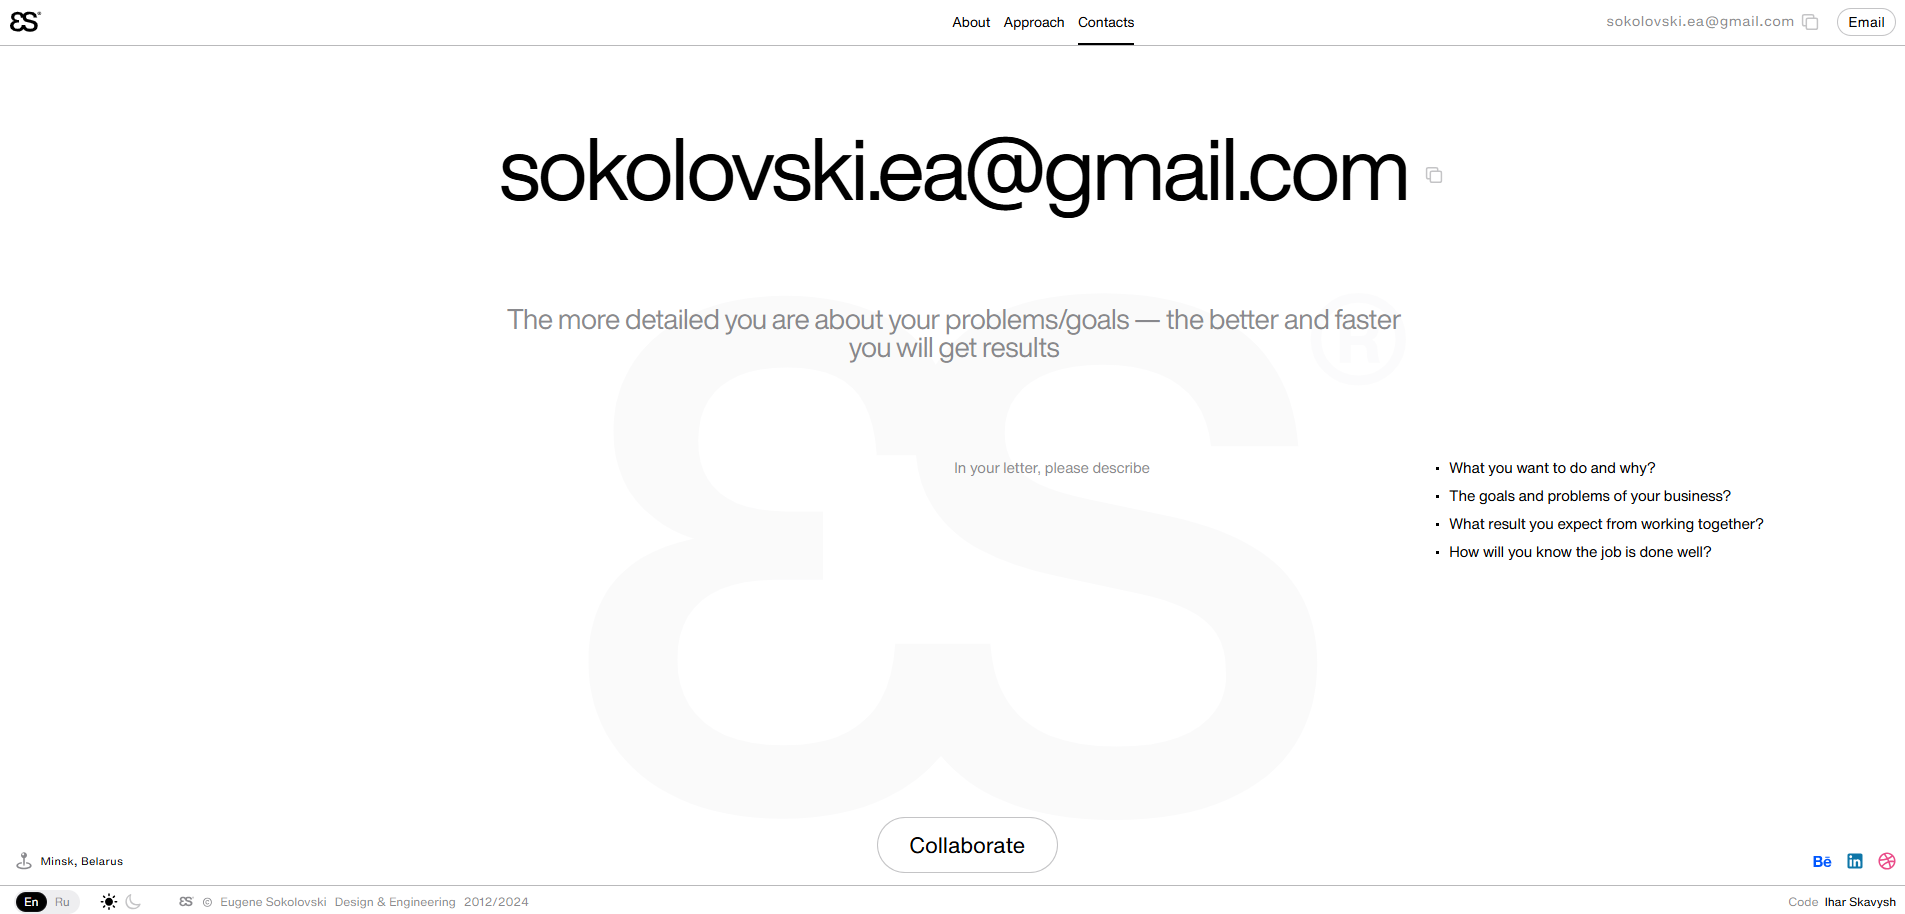 ƐS®
About Approach Contacts
sokolovski.ea@gmail.com
Email
sokolovski.ea@gmail.com
The more detailed you are about your problems/goals — the better and faster
you will get results
ƐS®
In your letter, please describe
• What you want to do and why?
• The goals and problems of your business?
• What result you expect from working together?
• How will you know the job is done well?
Collaborate
Minsk, Belarus
Bē in
En Ru
ƐS © Eugene Sokolovski Design & Engineering 2012/2024
Code Ihar Skavysh